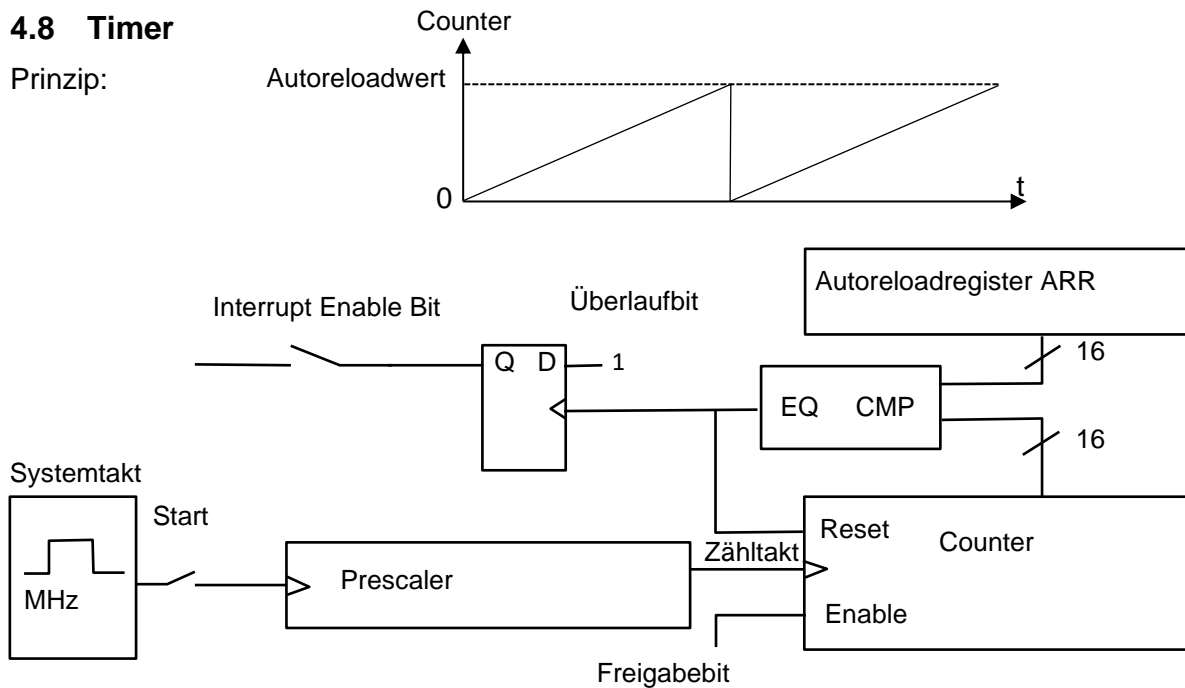 4.8 Timer
Counter
Prinzip:
Autoreloadwert
0
t
Autoreloadregister ARR
Interrupt Enable Bit
Überlaufbit
16
Q D
1
EQ CMP
16
Systemtakt
Start
MHz
Prescaler
Zähltakt
Reset
Counter
Enable
Freigabebit